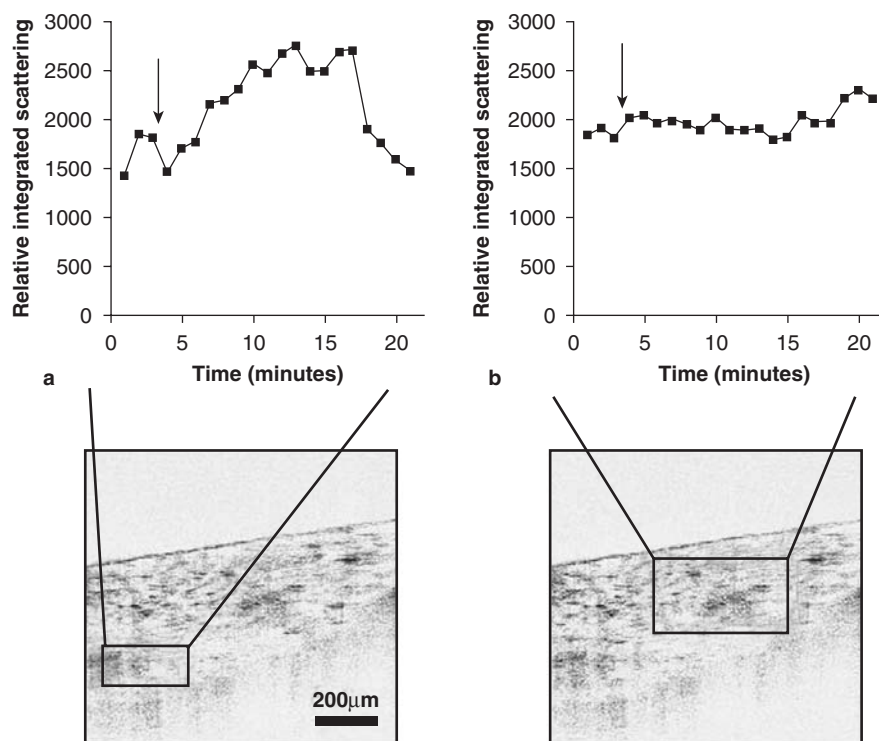 Relative integrated scattering
3000
2500
2000
1500
1000
500
0
0 5 10 15 20
Time (minutes)
a
Relative integrated scattering
3000
2500
2000
1500
1000
500
0
0 5 10 15 20
Time (minutes)
b
200μm